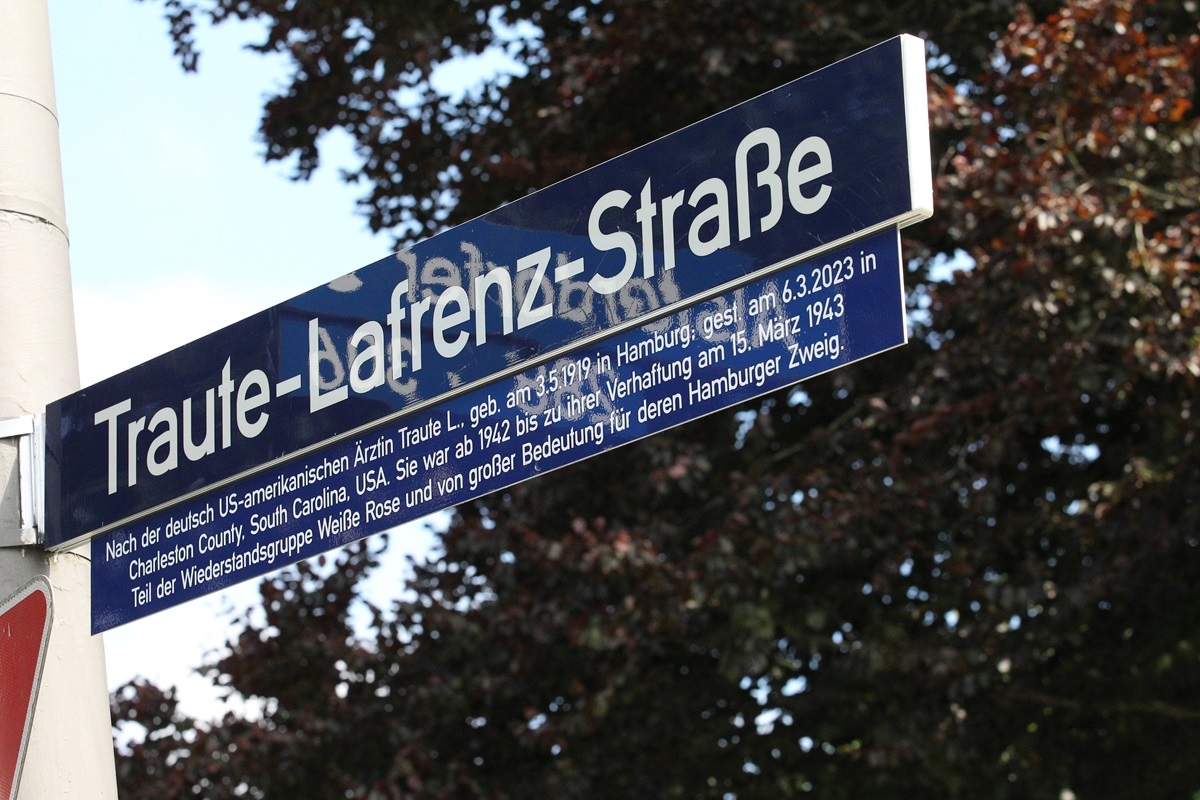 Traute-Lafrenz-Straße
Nach der deutsch US-amerikanischen Ärztin Traute L., geb. am 3.5.1919 in Hamburg; gest. am 6.3.2023 in
Charleston County, South Carolina, USA. Sie war ab 1942 bis zu ihrer Verhaftung am 15. März 1943
Teil der Wiederstandsgruppe Weiße Rose und von großer Bedeutung für deren Hamburger Zweig.